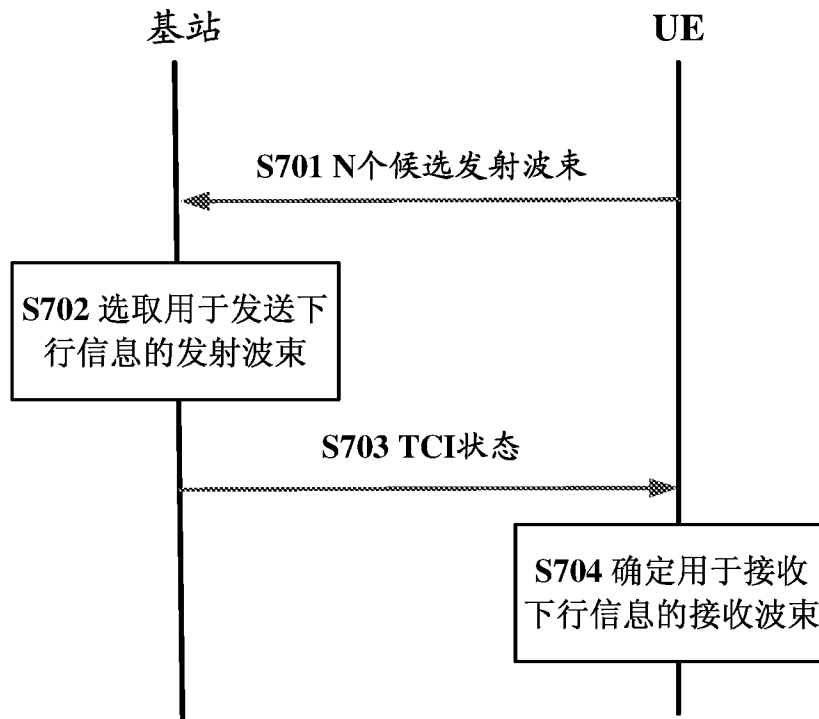 基站
UE
S701 N个候选发射波束
S702 选取用于发送下
行信息的发射波束
S703 TCI状态
S704 确定用于接收
下行信息的接收波束